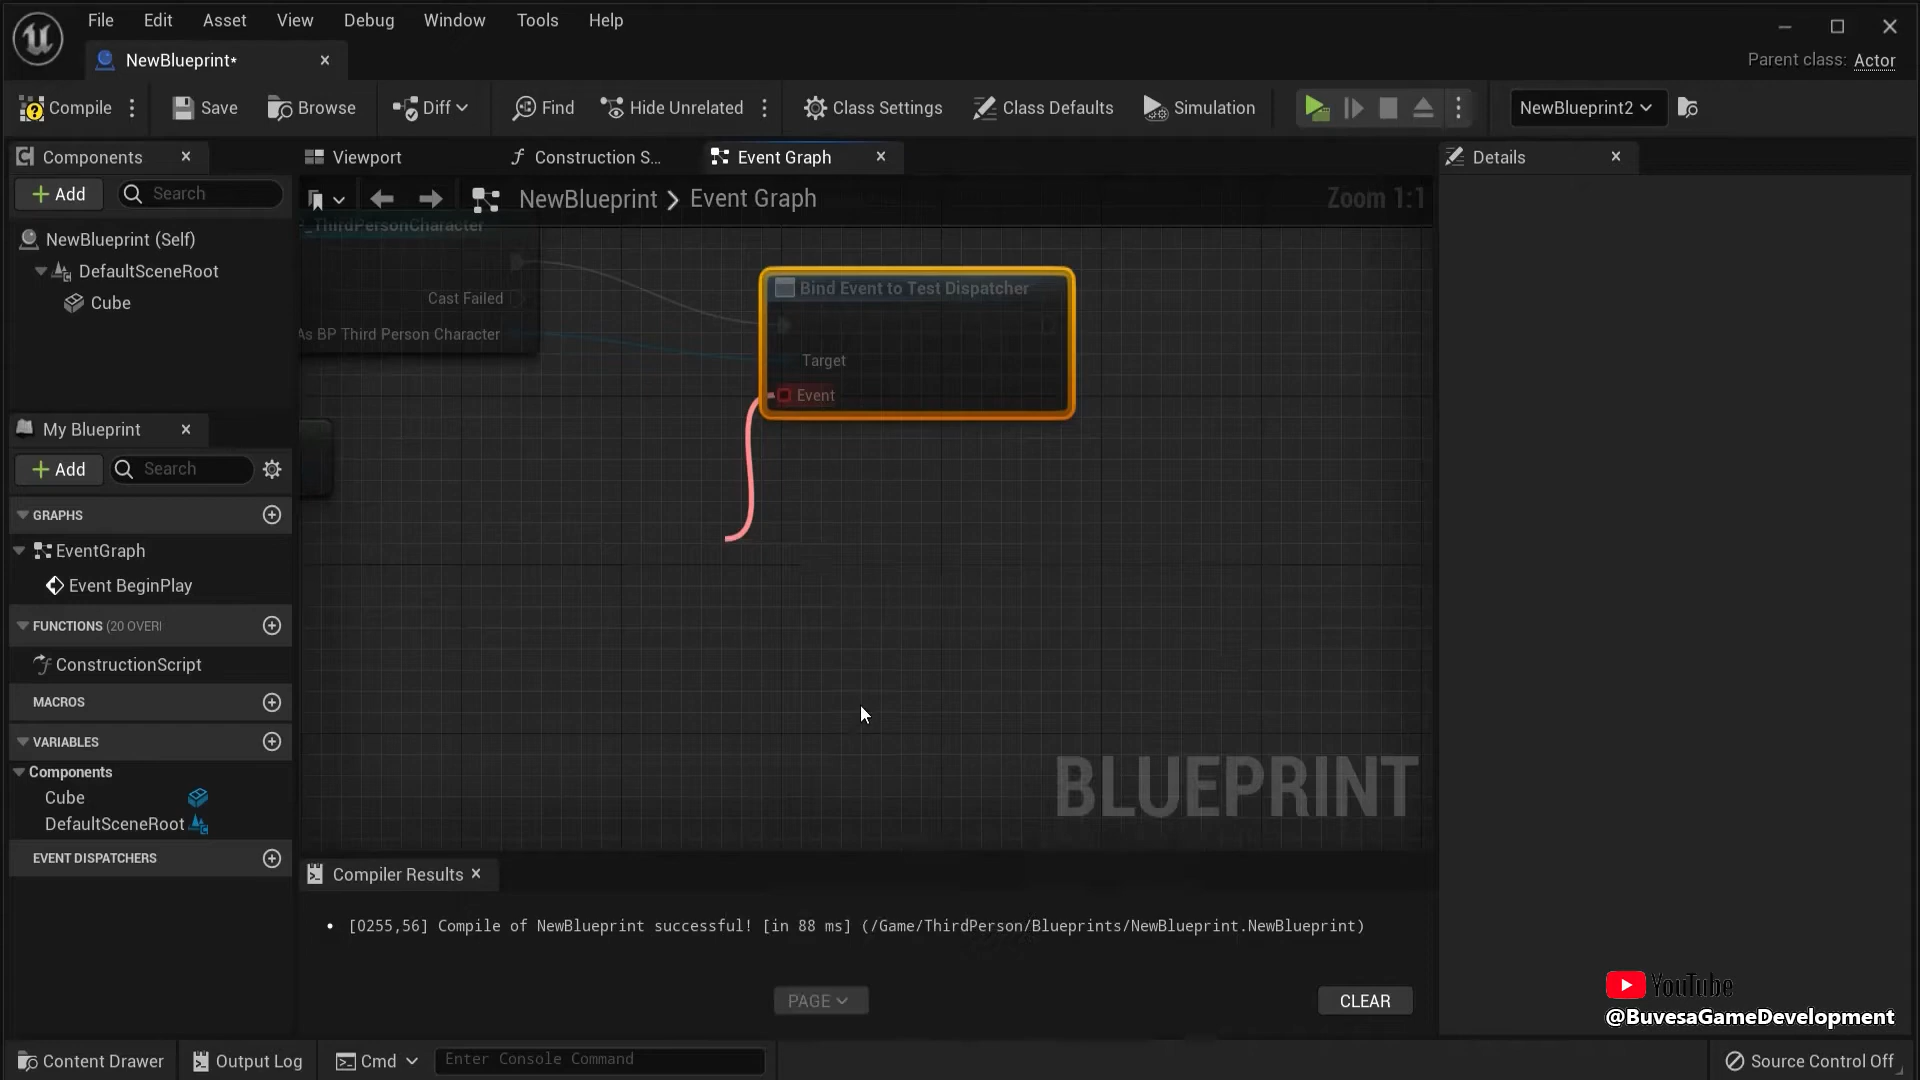 File Edit Asset View Debug Window Tools Help
NewBlueprint*
Parent class: Actor
Compile Save Browse Diff Find Hide Unrelated Class Settings Class Defaults Simulation NewBlueprint2
Components
Viewport
Construction S...
Event Graph
Details
Add
Search
NewBlueprint > Event Graph
Zoom 1:1
NewBlueprint (Self)
DefaultSceneRoot
Cube
_ThirdPersonCharacter
Cast Failed
As BP Third Person Character
Bind Event to Test Dispatcher
Target
Event
My Blueprint
Add
Search
GRAPHS
EventGraph
Event BeginPlay
FUNCTIONS (20 OVERI
ConstructionScript
MACROS
VARIABLES
Components
Cube
DefaultSceneRoot
EVENT DISPATCHERS
BLUEPRINT
Compiler Results
[0255,56] Compile of NewBlueprint successful! [in 88 ms] (/Game/ThirdPerson/Blueprints/NewBlueprint.NewBlueprint)
PAGE
CLEAR
YouTube
@BuvesaGameDevelopment
Content Drawer
Output Log
Cmd
Enter Console Command
Source Control Off